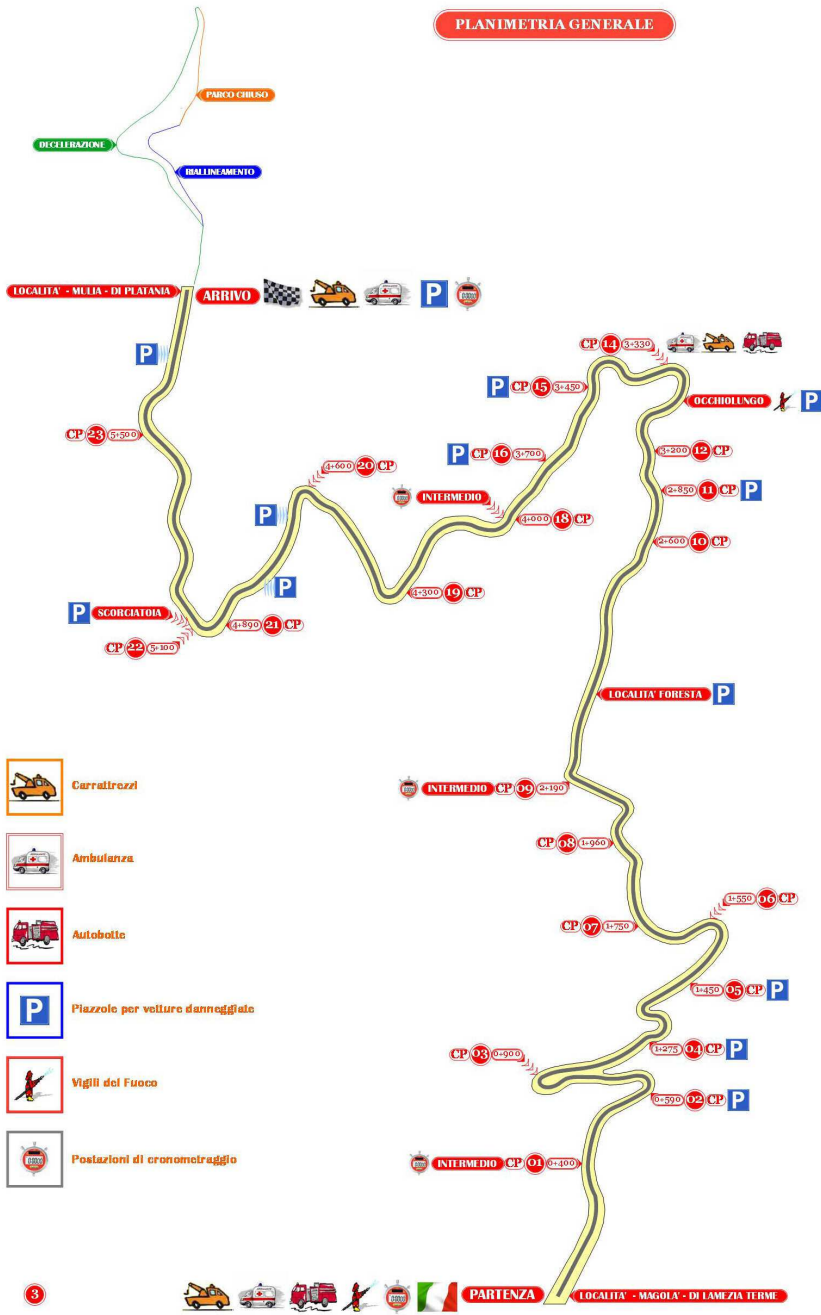 PLANIMETRIA GENERALE
PARCO CHIUSO
DECELERAZIONE
RIALLINEAMENTO
LOCALITA' - MULIA - DI PLATANIA
ARRIVO
P
P
CP 14 3+330
P CP 15 3+450
OCCHIOLUNGO P
CP 23 5+500
3+200 12 CP
P CP 16 3+700
4+600 20 CP
2+850 11 CP P
INTERMEDIO
P
4+000 18 CP
2+600 10 CP
P
4+300 19 CP
P SCORCIATOIA
4+890 21 CP
CP 22 5+100
LOCALITA' FORESTA P
INTERMEDIO CP 09 2+190
Carrattrezzi
CP 08 1+960
Ambulanza
1+550 06 CP
CP 07 1+750
Autobotte
1+450 05 CP P
P Piazzole per vetture danneggiate
1+275 04 CP P
CP 03 0+900
Vigili del Fuoco
0+590 02 CP P
Postazioni di cronometraggio
INTERMEDIO CP 01 0+400
3
PARTENZA
LOCALITA' - MAGOLA' - DI LAMEZIA TERME